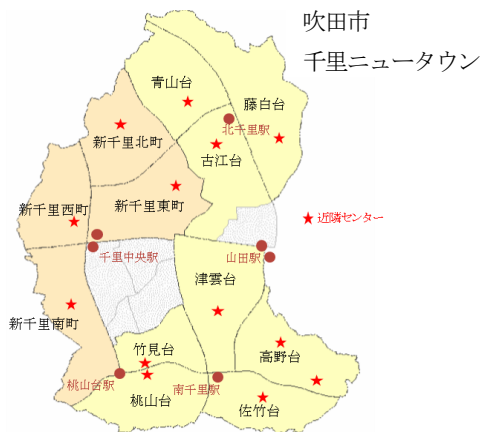 吹田市
千里ニュータウン
青山台
藤白台
北千里駅
新千里北町
古江台
新千里西町
新千里東町
近隣センター
千里中央駅
山田駅
津雲台
新千里南町
竹見台
高野台
桃山台駅
南千里駅
桃山台
佐竹台